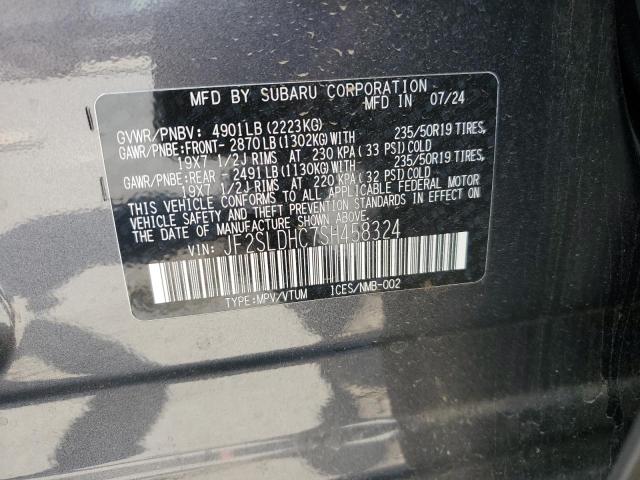 MFD BY SUBARU CORPORATION
MFD IN 07/24
GVWR/PNBV: 4901LB (2223KG)
GAWR/PNBE:FRONT- 2870LB(1302KG)WITH 235/50R19 TIRES,
19X7 1/2J RIMS AT 230 KPA (33 PSI)COLD
GAWR/PNBE:REAR - 2491LB(1130KG)WITH 235/50R19 TIRES,
19X7 1/2J RIMS AT 220 KPA (32 PSI)COLD
THIS VEHICLE CONFORMS TO ALL APPLICABLE FEDERAL MOTOR
VEHICLE SAFETY AND THEFT PREVENTION STANDARDS IN EFFECT ON
THE DATE OF MANUFACTURE SHOWN ABOVE.
VIN: JF2SLDHC7SH458324
TYPE:MPV/VTUM ICES/NMB-002